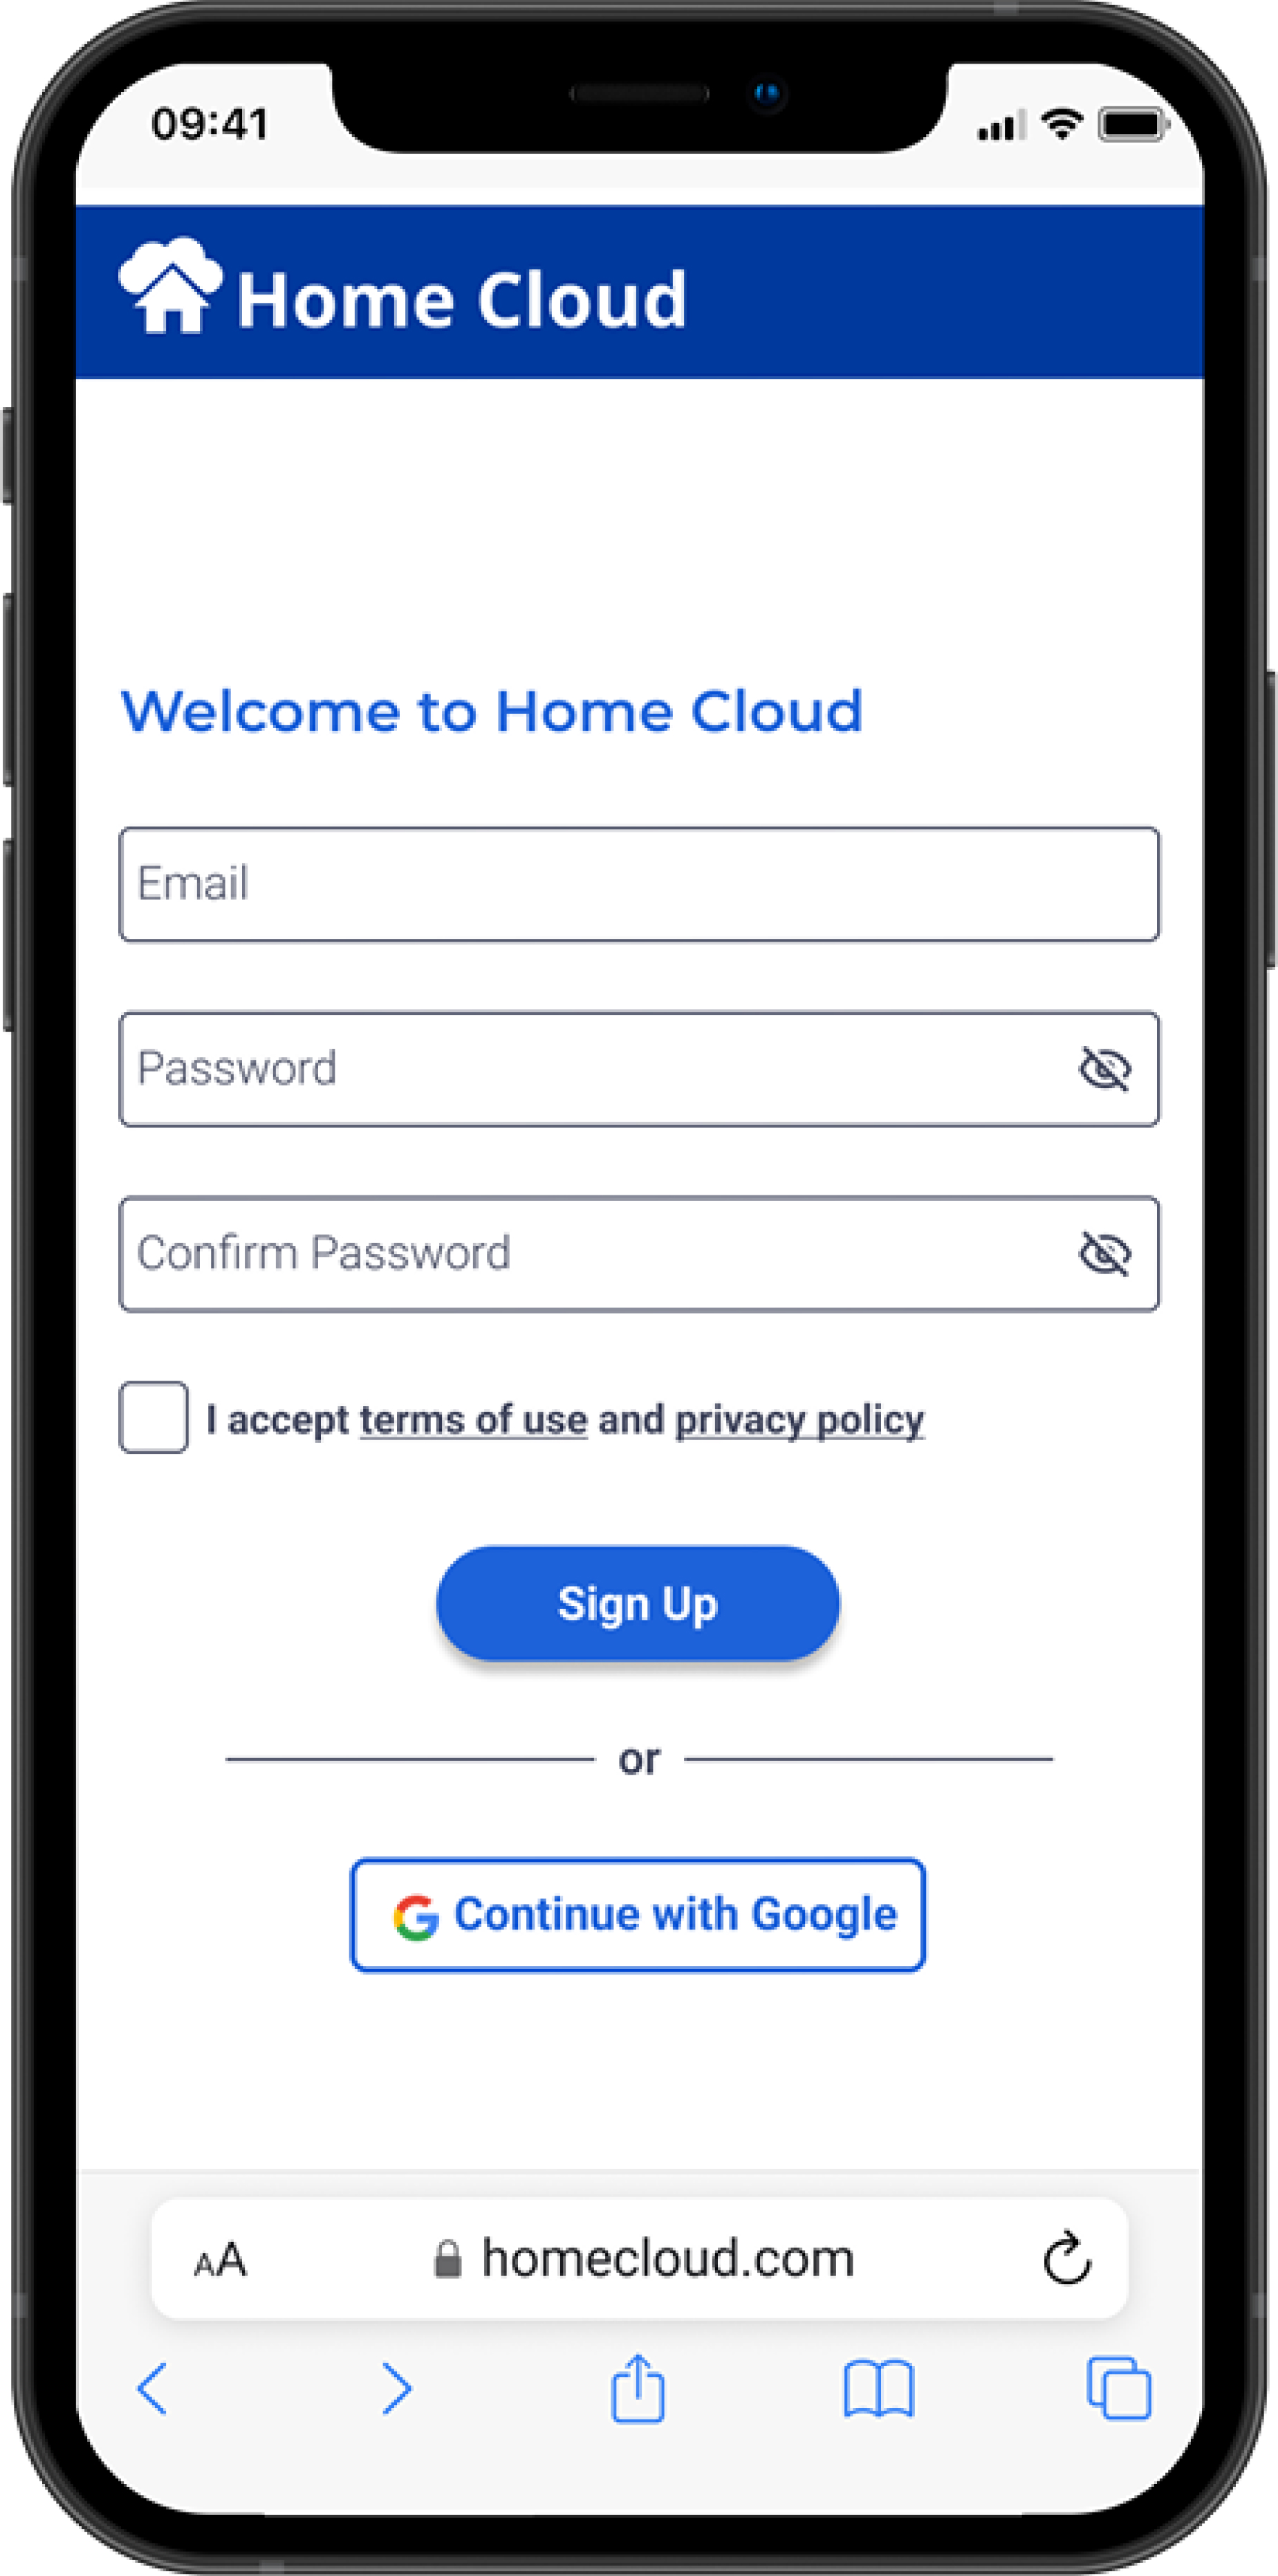 09:41
Home Cloud
Welcome to Home Cloud
Email
Password
Confirm Password
I accept terms of use and privacy policy
Sign Up
or
G Continue with Google
AA homecloud.com